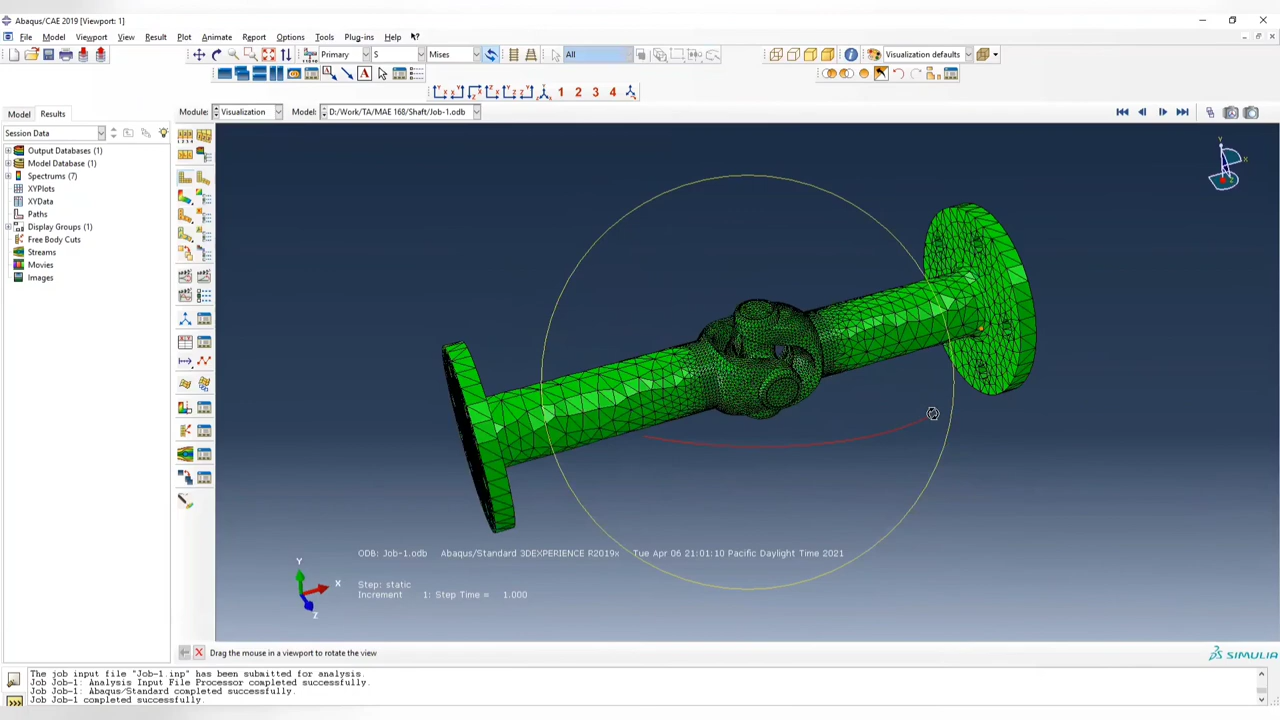 Abaqus/CAE 2019 [Viewport: 1]
File Model Viewport View Result Plot Animate Report Options Tools Plug-ins Help
Primary S Mises All Visualization defaults
1 2 3 4
Model Results Module: Visualization Model: D:/Work/TA/MAE 168/Shaft/Job-1.odb
Session Data
Output Databases (1)
Model Database (1)
Spectrums (7)
XYPlots
XYData
Paths
Display Groups (1)
Free Body Cuts
Streams
Movies
Images
Y
X
ODB: Job-1.odb Abaqus/Standard 3DEXPERIENCE R2019x Tue Apr 06 21:01:10 Pacific Daylight Time 2021
Y
X
Z
Step: static
Increment 1: Step Time = 1.000
Drag the mouse in a viewport to rotate the view
SIMULIA
The job input file "Job-1.inp" has been submitted for analysis.
Job Job-1: Analysis Input File Processor completed successfully.
Job Job-1: Abaqus/Standard completed successfully.
Job Job-1 completed successfully.